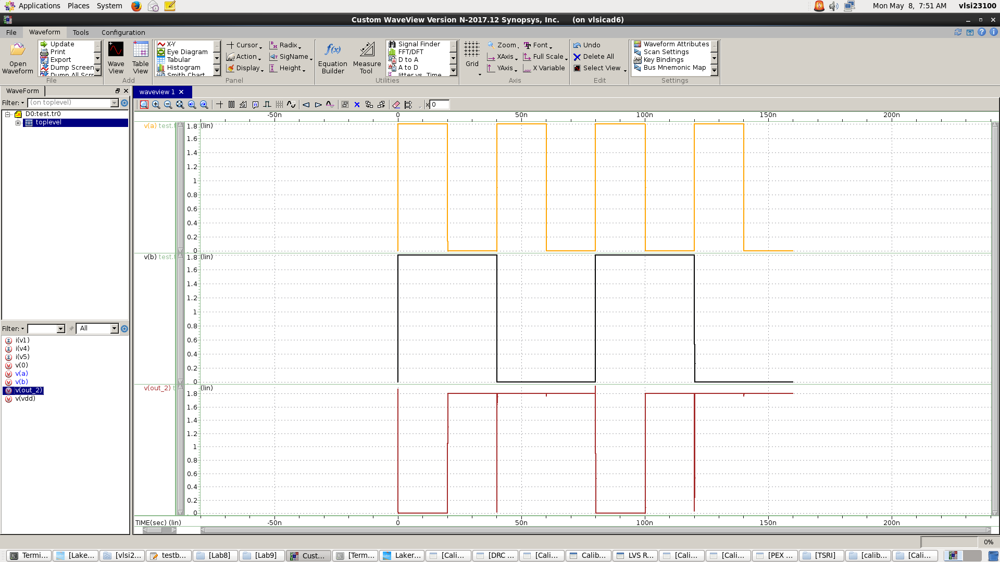 Applications Places System Mon May 8, 7:51 AM vlsi23100
Custom WaveView Version N-2017.12 Synopsys, Inc. (on vlsicad6)
File Waveform Tools Configuration
Open Waveform
Update
Print
Export
Dump Screen
Dump All Scr
File
Wave View
Table View
Add
X-Y
Eye Diagram
Tabular
Histogram
Smith Chart
Cursor
Action
Display
Radix
SigName
Height
Panel
Equation Builder
Measure Tool
Signal Finder
FFT/DFT
D to A
A to D
Jitter vs. Time
Utilities
Grid
Zoom
XAxis
YAxis
Font
Full Scale
X Variable
Axis
Undo
Delete All
Select View
Edit
Waveform Attributes
Scan Settings
Key Bindings
Bus Mnemonic Map
Settings
WaveForm
Filter: (on toplevel)
D0:test.tr0
toplevel
Filter: All
i(v1)
i(v4)
i(v5)
v(0)
v(a)
v(b)
v(out_2)
v(vdd)
waveview 1
x 0
-50n 0 50n 100n 150n 200n
v(a) test.
1.8 (lin)
1.6
1.4
1.2
1
0.8
0.6
0.4
0.2
0
v(b) test.
1.8 (lin)
1.6
1.4
1.2
1
0.8
0.6
0.4
0.2
0
v(out_2) t
(lin)
1.8
1.6
1.4
1.2
1
0.8
0.6
0.4
0.2
0
TIME(sec) (lin) -50n 0 50n 100n 150n 200n
0%
Termi... [Lake... [vlsi2... testb... [Lab8] [Lab9] Cust... [Term... Laker... [Cali... [DRC ... [Cali... Calib... LVS R... [Cali... [Cali... [PEX ... [TSRI] [calib... [Cali...